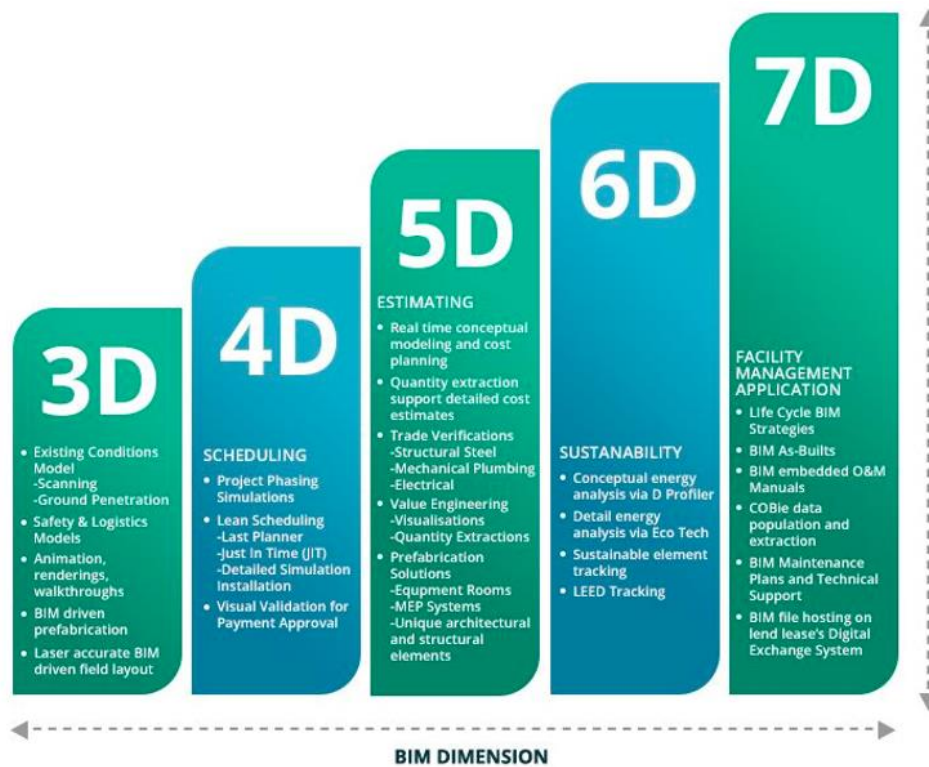 3D
• Existing Conditions
Model
-Scanning
-Ground Penetration
• Safety & Logistics
Models
• Animation,
renderings,
walkthroughs
• BIM driven
prefabrication
• Laser accurate BIM
driven field layout
4D
SCHEDULING
• Project Phasing
Simulations
• Lean Scheduling
-Last Planner
-Just In Time (JIT)
-Detailed Simulation
Installation
• Visual Validation for
Payment Approval
5D
ESTIMATING
• Real time conceptual
modeling and cost
planning
• Quantity extraction
support detailed cost
estimates
• Trade Verifications
-Structural Steel
-Mechanical Plumbing
-Electrical
• Value Engineering
-Visualisations
-Quantity Extractions
• Prefabrication
Solutions
-Equpment Rooms
-MEP Systems
-Unique architectural
and structural
elements
6D
SUSTANABILITY
• Conceptual energy
analysis via D Profiler
• Detail energy
analysis via Eco Tech
• Sustainable element
tracking
• LEED Tracking
7D
FACILITY
MANAGEMENT
APPLICATION
• Life Cycle BIM
Strategies
• BIM As-Builts
• BIM embedded O&M
Manuals
• COBie data
population and
extraction
• BIM Maintenance
Plans and Technical
Support
• BIM file hosting on
lend lease's Digital
Exchange System
BIM DIMENSION